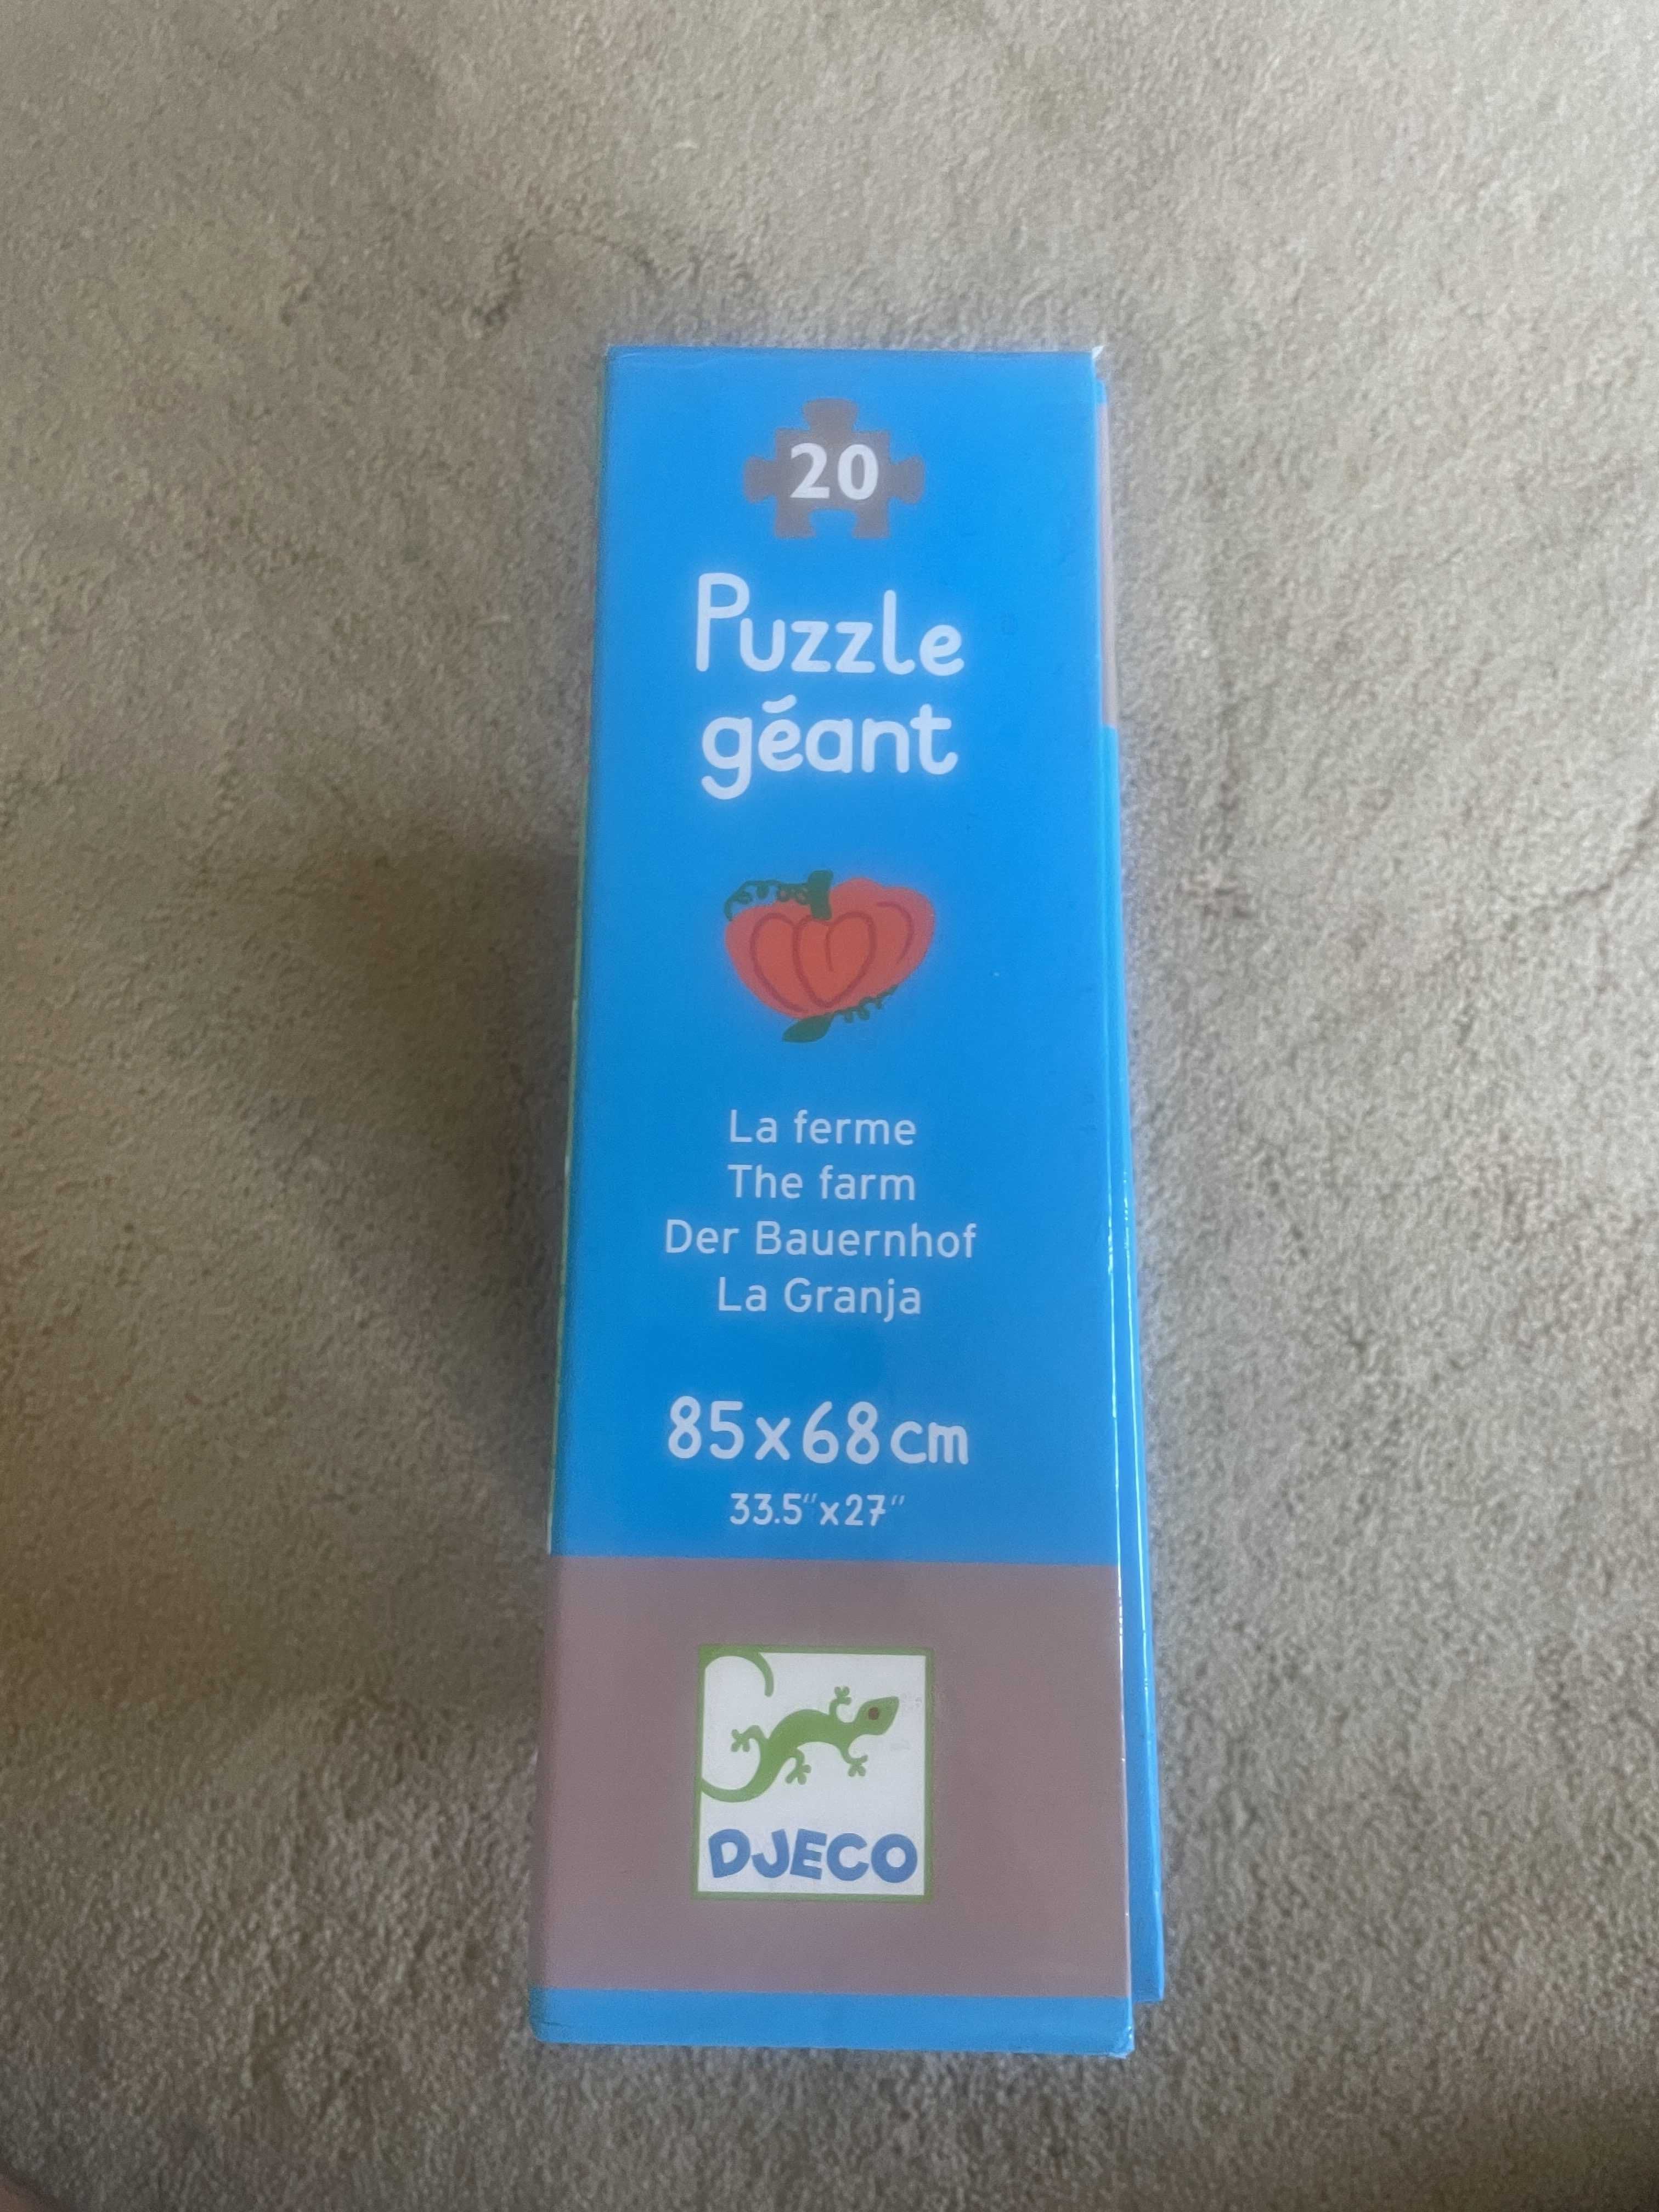 20
Puzzle
géant
La ferme
The farm
Der Bauernhof
La Granja
85x68cm
33.5"x27"
DJECO